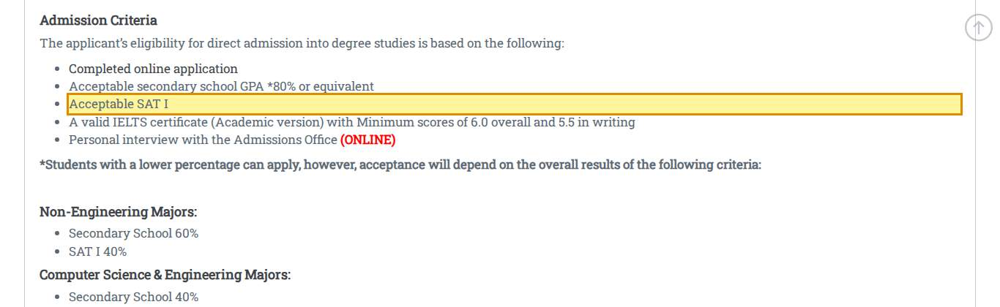 Admission Criteria
The applicant's eligibility for direct admission into degree studies is based on the following:
Completed online application
Acceptable secondary school GPA *80% or equivalent
Acceptable SAT I
A valid IELTS certificate (Academic version) with Minimum scores of 6.0 overall and 5.5 in writing
Personal interview with the Admissions Office (ONLINE)
*Students with a lower percentage can apply, however, acceptance will depend on the overall results of the following criteria:
Non-Engineering Majors:
Secondary School 60%
SAT I 40%
Computer Science & Engineering Majors:
Secondary School 40%